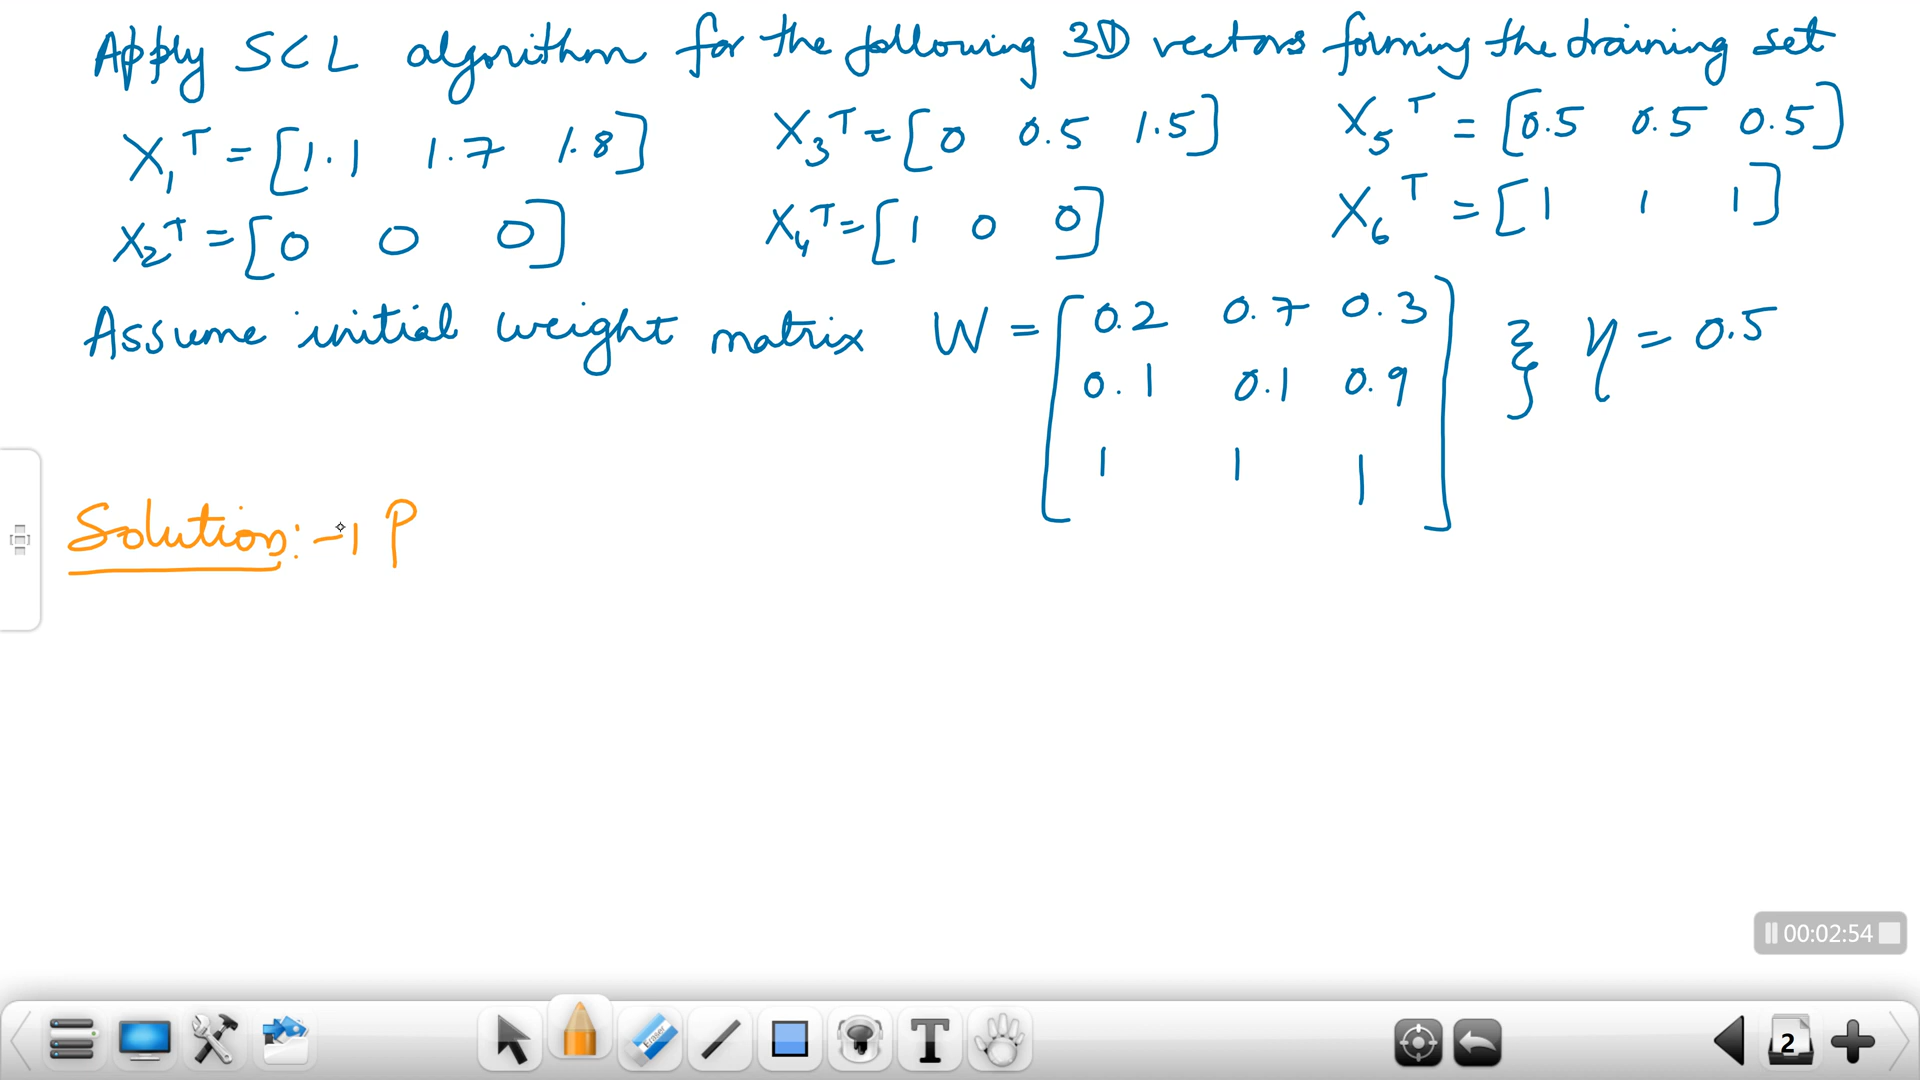 Apply SCL algorithm for the following 3D vectors forming the training set
X₁ᵀ = [1.1 1.7 1.8] X₃ᵀ = [0 0.5 1.5] X₅ᵀ = [0.5 0.5 0.5]
X₂ᵀ = [0 0 0] X₄ᵀ = [1 0 0] X₆ᵀ = [1 1 1]
Assume initial weight matrix W = [0.2 0.7 0.3 } η = 0.5
0.1 0.1 0.9
1 1 1]
Solution: -1 P
00:02:54
Eraser T 2